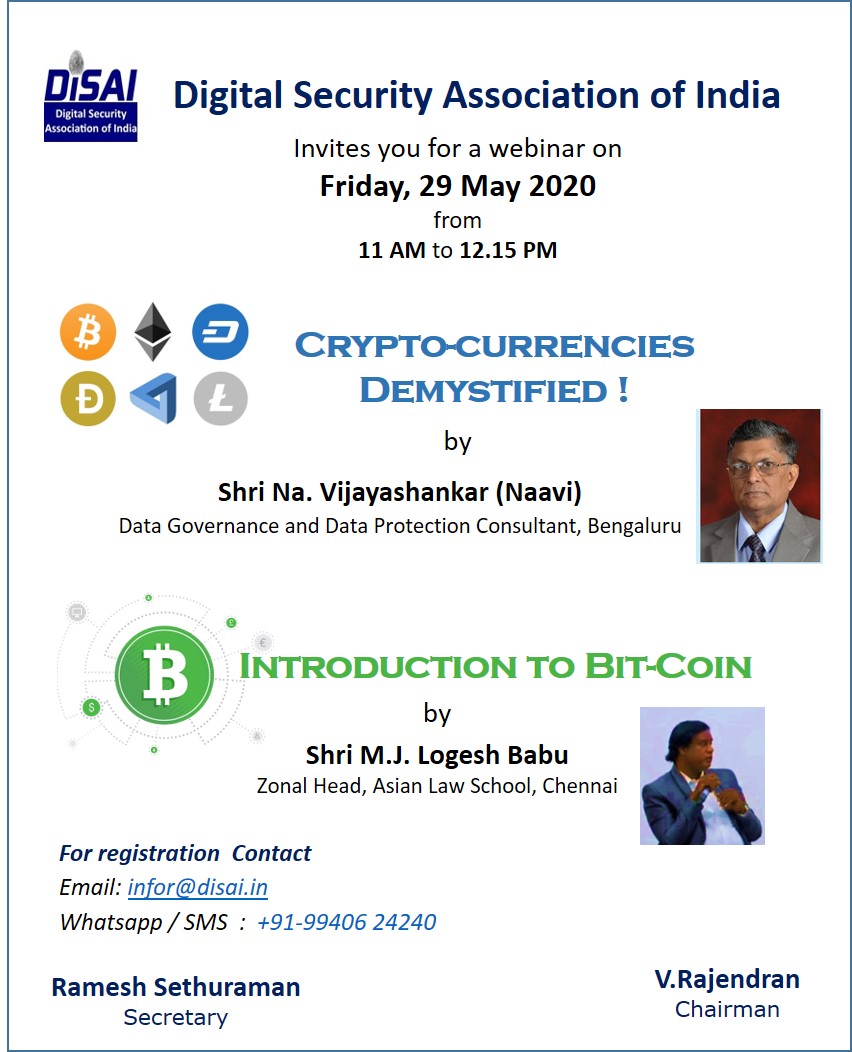 DiSAI
Digital Security
Association of India
Digital Security Association of India
Invites you for a webinar on
Friday, 29 May 2020
from
11 AM to 12.15 PM
CRYPTO-CURRENCIES
DEMYSTIFIED !
by
Shri Na. Vijayashankar (Naavi)
Data Governance and Data Protection Consultant, Bengaluru
INTRODUCTION TO BIT-COIN
by
Shri M.J. Logesh Babu
Zonal Head, Asian Law School, Chennai
For registration  Contact
Email: infor@disai.in
Whatsapp / SMS  :  +91-99406 24240
Ramesh Sethuraman
Secretary
V.Rajendran
Chairman